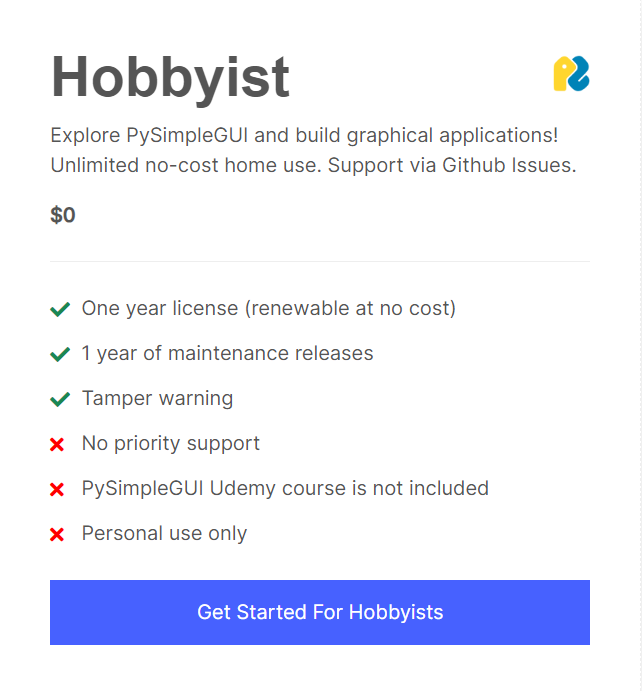 Hobbyist
Explore PySimpleGUI and build graphical applications!
Unlimited no-cost home use. Support via Github Issues.
$0
One year license (renewable at no cost)
1 year of maintenance releases
Tamper warning
No priority support
PySimpleGUI Udemy course is not included
Personal use only
Get Started For Hobbyists